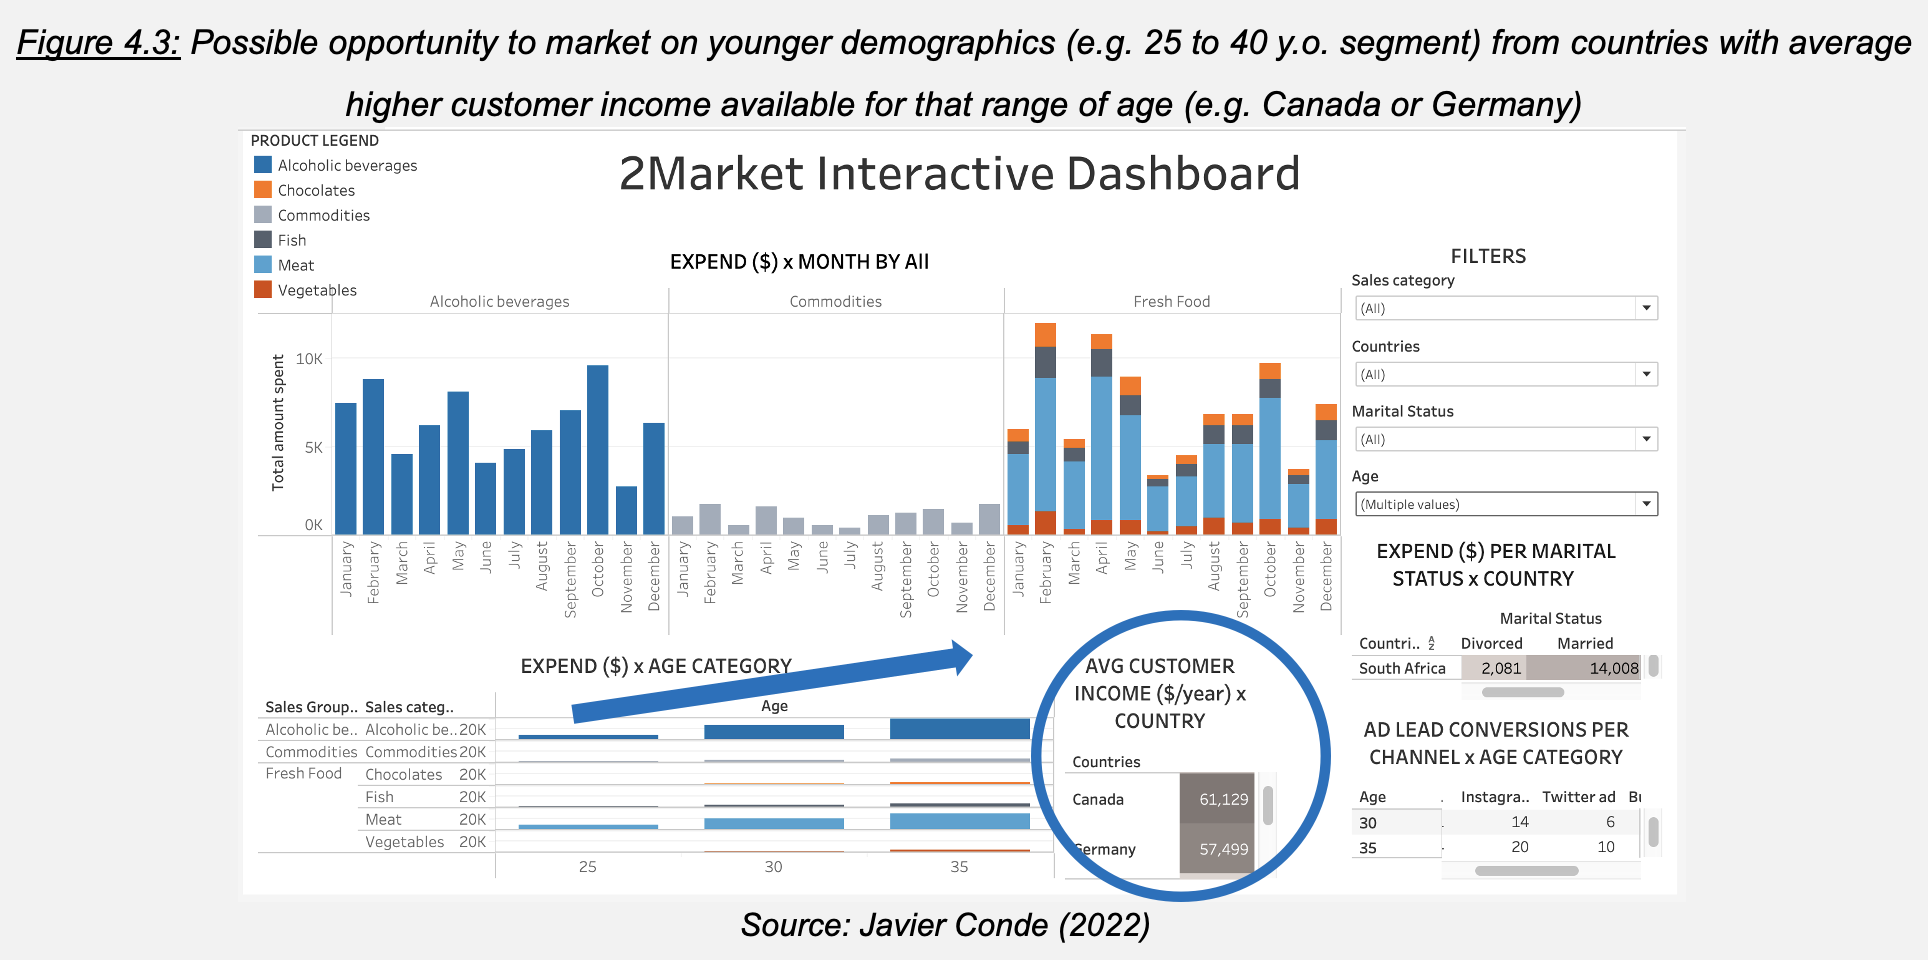 Figure 4.3: Possible opportunity to market on younger demographics (e.g. 25 to 40 y.o. segment) from countries with average
higher customer income available for that range of age (e.g. Canada or Germany)
PRODUCT LEGEND
Alcoholic beverages
Chocolates
Commodities
Fish
Meat
Vegetables
2Market Interactive Dashboard
EXPEND ($) x MONTH BY All
Alcoholic beverages
Commodities
Fresh Food
Total amount spent
10K
5K
0K
January
February
March
April
May
June
July
August
September
October
November
December
January
February
March
April
May
June
July
August
September
October
November
December
January
February
March
April
May
June
July
August
September
October
November
December
FILTERS
Sales category
(All)
Countries
(All)
Marital Status
(All)
Age
(Multiple values)
EXPEND ($) PER MARITAL
STATUS x COUNTRY
Marital Status
Countri.. Divorced Married
South Africa 2,081 14,008
EXPEND ($) x AGE CATEGORY
Sales Group.. Sales categ.. Age
Alcoholic be.. Alcoholic be.. 20K
Commodities Commodities 20K
Fresh Food Chocolates 20K
Fish 20K
Meat 20K
Vegetables 20K
25 30 35
AVG CUSTOMER
INCOME ($/year) x
COUNTRY
Countries
Canada 61,129
Germany 57,499
AD LEAD CONVERSIONS PER
CHANNEL x AGE CATEGORY
Age . Instagra.. Twitter ad
30 14 6
35 20 10
Source: Javier Conde (2022)